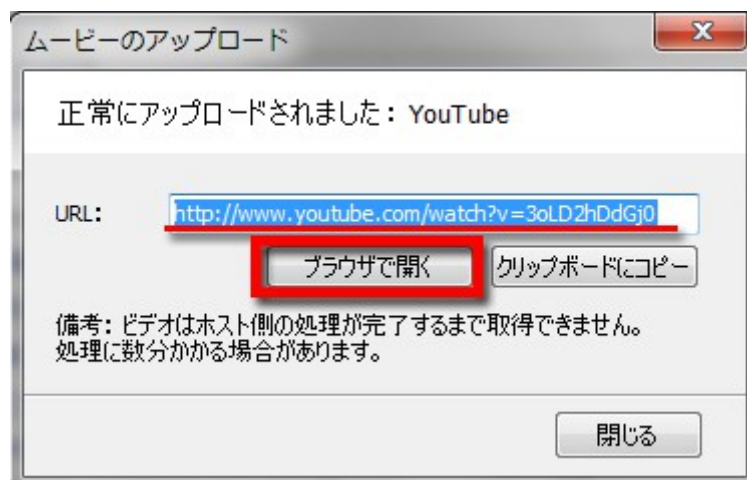 ムービーのアップロード
正常にアップロードされました： YouTube
URL: http://www.youtube.com/watch?v=3oLD2hDdGj0
ブラウザで開く クリップボードにコピー
備考: ビデオはホスト側の処理が完了するまで取得できません。
処理に数分かかる場合があります。
閉じる